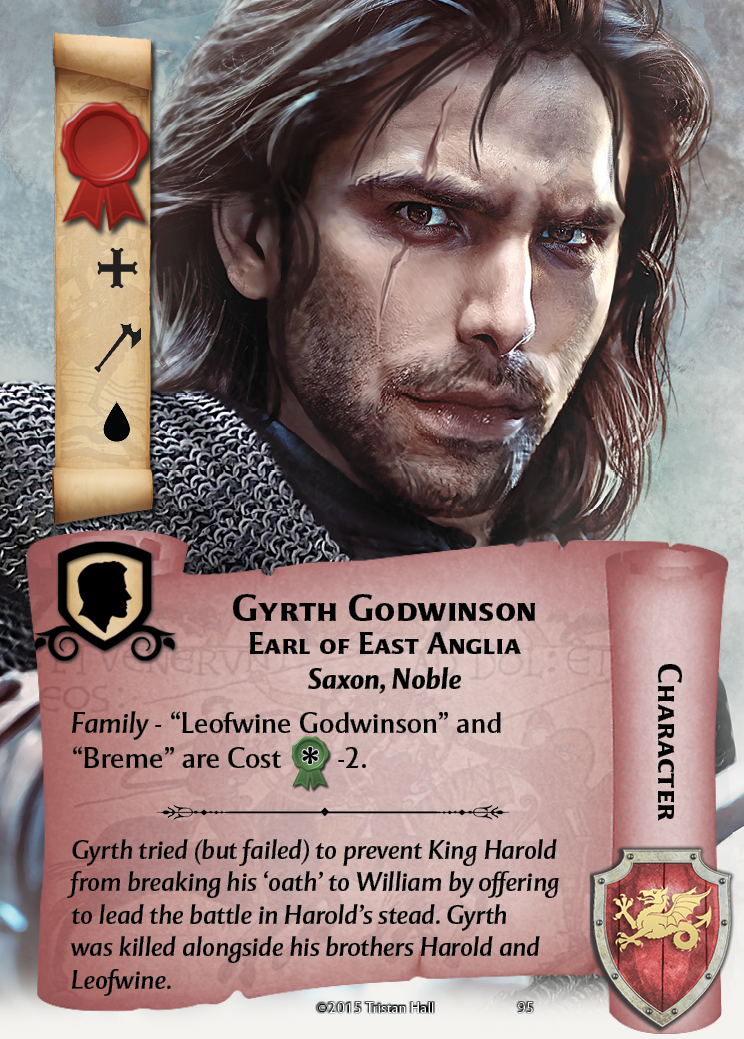 Gyrth Godwinson
Earl of East Anglia
Saxon, Noble
Family - “Leofwine Godwinson” and
“Breme” are Cost * -2.
Gyrth tried (but failed) to prevent King Harold
from breaking his ‘oath’ to William by offering
to lead the battle in Harold’s stead. Gyrth
was killed alongside his brothers Harold and
Leofwine.
Character
©2015 Tristan Hall
95